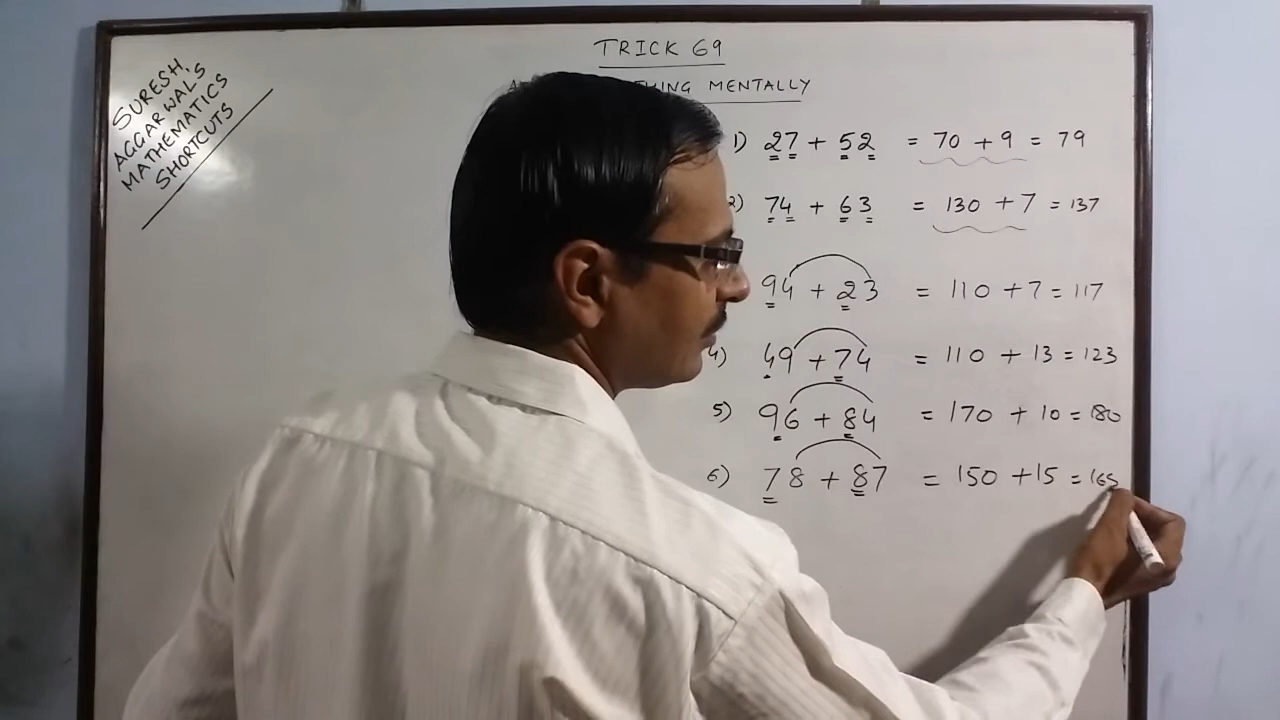 TRICK 69
MENTALLY
SURESH
AGGARWAL'S
MATHEMATICS
SHORTCUTS
1) 27 + 52 = 70 + 9 = 79
2) 74 + 63 = 130 + 7 = 137
94 + 23 = 110 + 7 = 117
4) 49 + 74 = 110 + 13 = 123
5) 96 + 84 = 170 + 10 = 180
6) 78 + 87 = 150 + 15 = 165